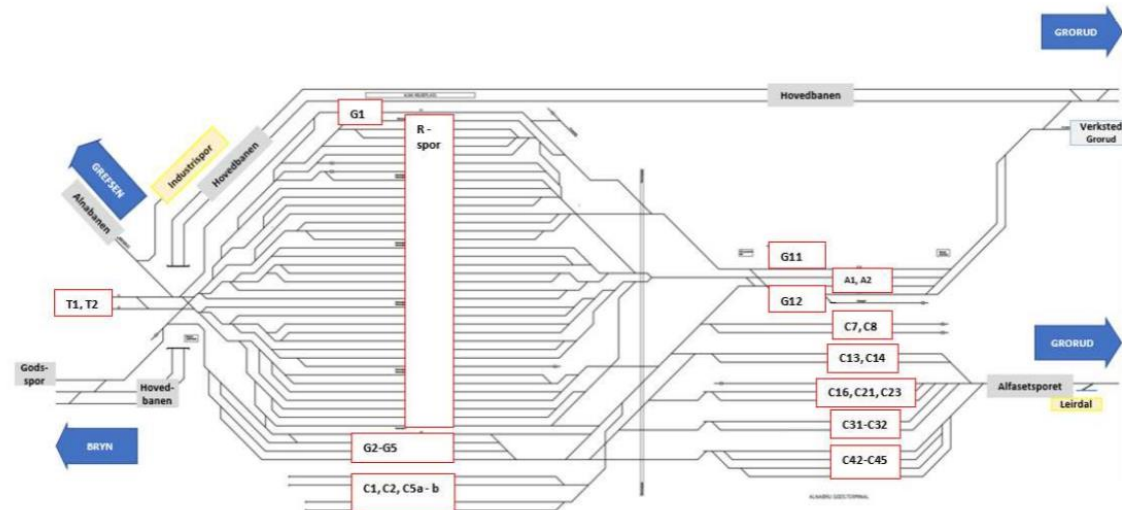 GRORUD
Hovedbanen
G1
R -
spor
Verksted
Grorud
Industrispor
Hovedbanen
GREFSEN
Alnabanen
G11
A1, A2
T1, T2
G12
C7, C8
GRORUD
C13, C14
Gods-
spor
Hoved-
banen
C16, C21, C23
Alfasetsporet
Leirdal
C31-C32
BRYN
G2-G5
C42-C45
C1, C2, C5a - b
ALNABRU GODSTERMINAL